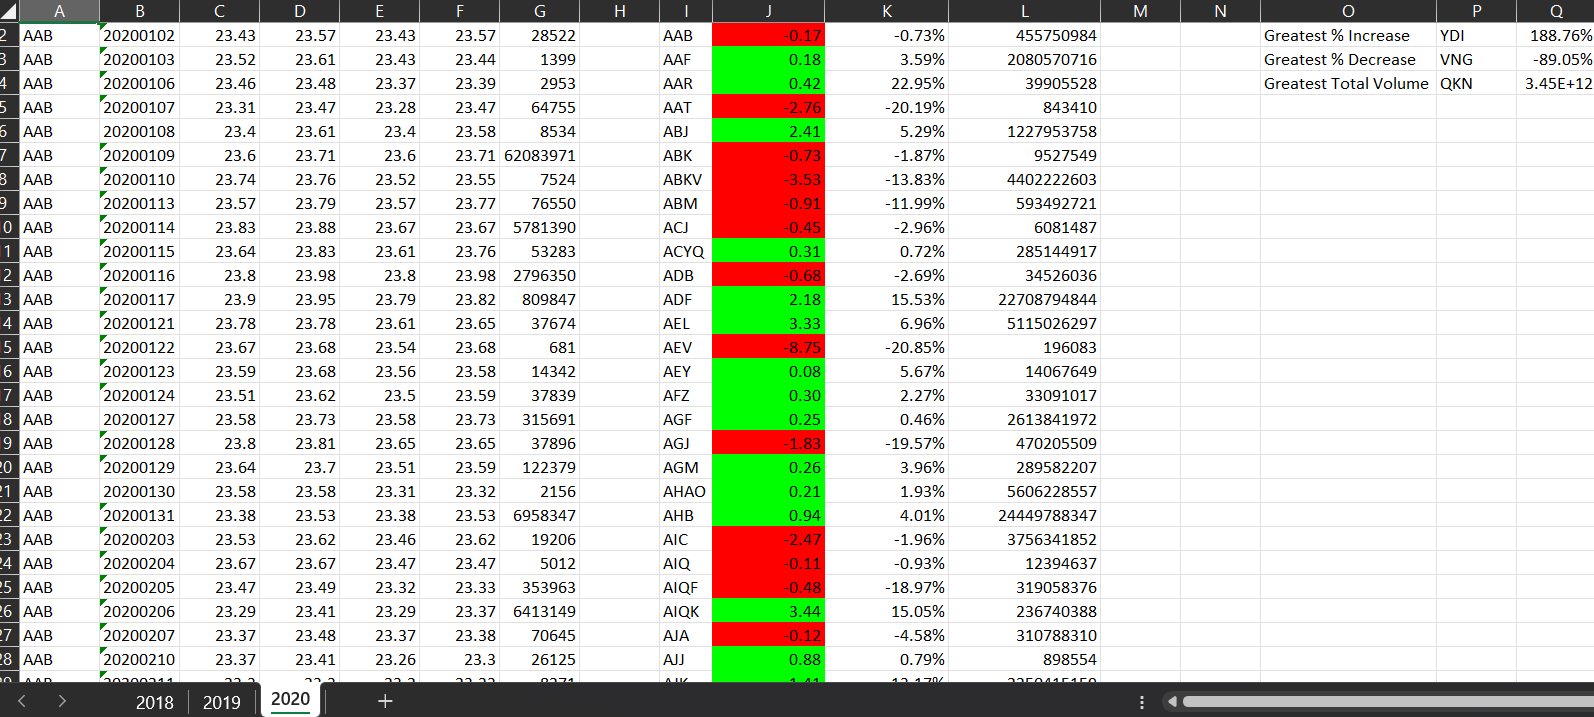 A B C D E F G H I J K L M N O P Q
2 AAB 20200102 23.43 23.57 23.43 23.57 28522 AAB -0.17 -0.73% 455750984 Greatest % Increase YDI 188.76%
3 AAB 20200103 23.52 23.61 23.43 23.44 1399 AAF 0.18 3.59% 2080570716 Greatest % Decrease VNG -89.05%
4 AAB 20200106 23.46 23.48 23.37 23.39 2953 AAR 0.42 22.95% 39905528 Greatest Total Volume QKN 3.45E+12
5 AAB 20200107 23.31 23.47 23.28 23.47 64755 AAT -2.76 -20.19% 843410
6 AAB 20200108 23.4 23.61 23.4 23.58 8534 ABJ 2.41 5.29% 1227953758
7 AAB 20200109 23.6 23.71 23.6 23.71 62083971 ABK -0.73 -1.87% 9527549
8 AAB 20200110 23.74 23.76 23.52 23.55 7524 ABKV -3.53 -13.83% 4402222603
9 AAB 20200113 23.57 23.79 23.57 23.77 76550 ABM -0.91 -11.99% 593492721
10 AAB 20200114 23.83 23.88 23.67 23.67 5781390 ACJ -0.45 -2.96% 6081487
11 AAB 20200115 23.64 23.83 23.61 23.76 53283 ACYQ 0.31 0.72% 285144917
12 AAB 20200116 23.8 23.98 23.8 23.98 2796350 ADB -0.68 -2.69% 34526036
13 AAB 20200117 23.9 23.95 23.79 23.82 809847 ADF 2.18 15.53% 22708794844
14 AAB 20200121 23.78 23.78 23.61 23.65 37674 AEL 3.33 6.96% 5115026297
15 AAB 20200122 23.67 23.68 23.54 23.68 681 AEV -8.75 -20.85% 196083
16 AAB 20200123 23.59 23.68 23.56 23.58 14342 AEY 0.08 5.67% 14067649
17 AAB 20200124 23.51 23.62 23.5 23.59 37839 AFZ 0.30 2.27% 33091017
18 AAB 20200127 23.58 23.73 23.58 23.73 315691 AGF 0.25 0.46% 2613841972
19 AAB 20200128 23.8 23.81 23.65 23.65 37896 AGJ -1.83 -19.57% 470205509
20 AAB 20200129 23.64 23.7 23.51 23.59 122379 AGM 0.26 3.96% 289582207
21 AAB 20200130 23.58 23.58 23.31 23.32 2156 AHAO 0.21 1.93% 5606228557
22 AAB 20200131 23.38 23.53 23.38 23.53 6958347 AHB 0.94 4.01% 24449788347
23 AAB 20200203 23.53 23.62 23.46 23.62 19206 AIC -2.47 -1.96% 3756341852
24 AAB 20200204 23.67 23.67 23.47 23.47 5012 AIQ -0.11 -0.93% 12394637
25 AAB 20200205 23.47 23.49 23.32 23.33 353963 AIQF -0.48 -18.97% 319058376
26 AAB 20200206 23.29 23.41 23.29 23.37 6413149 AIQK 3.44 15.05% 236740388
27 AAB 20200207 23.37 23.48 23.37 23.38 70645 AJA -0.12 -4.58% 310788310
28 AAB 20200210 23.37 23.41 23.26 23.3 26125 AJJ 0.88 0.79% 898554
2018 2019 2020